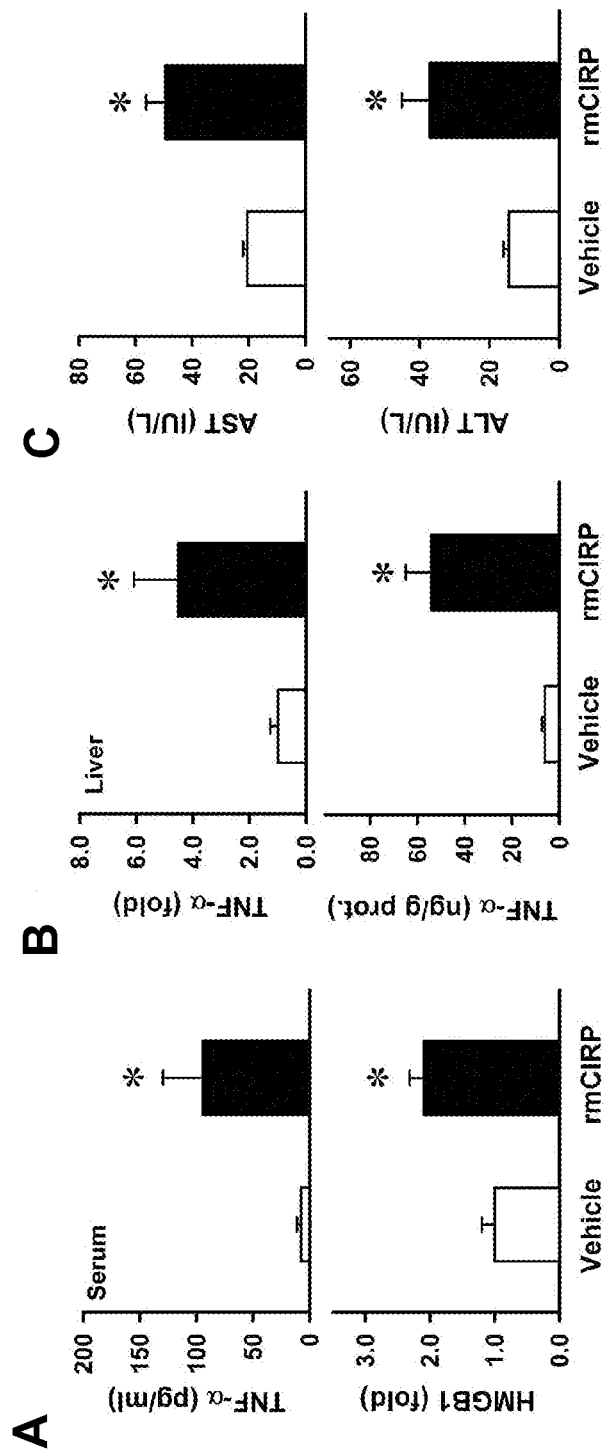 A
Serum
TNF-α (pg/ml)
200
150
100
50
0
*
HMGB1 (fold)
3.0
2.0
1.0
0.0
*
Vehicle
rmCIRP
B
Liver
TNF-α (fold)
8.0
6.0
4.0
2.0
0.0
*
TNF-α (ng/g prot.)
80
60
40
20
0
*
Vehicle
rmCIRP
C
AST (IU/L)
80
60
40
20
0
*
ALT (IU/L)
60
40
20
0
*
Vehicle
rmCIRP